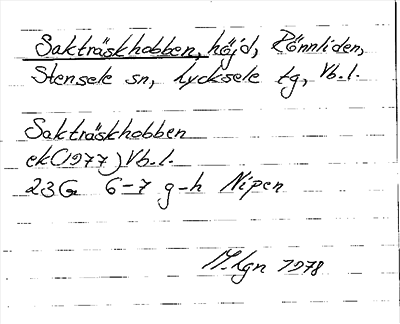 Sakträskhobben, höjd, Rönnliden,
Stensele sn, Lycksele tg, Vb. l.
Sakträskhobben
ek (1977) Vb. l.
23G 6-7 g-h Nipen
M. Lgn 1978